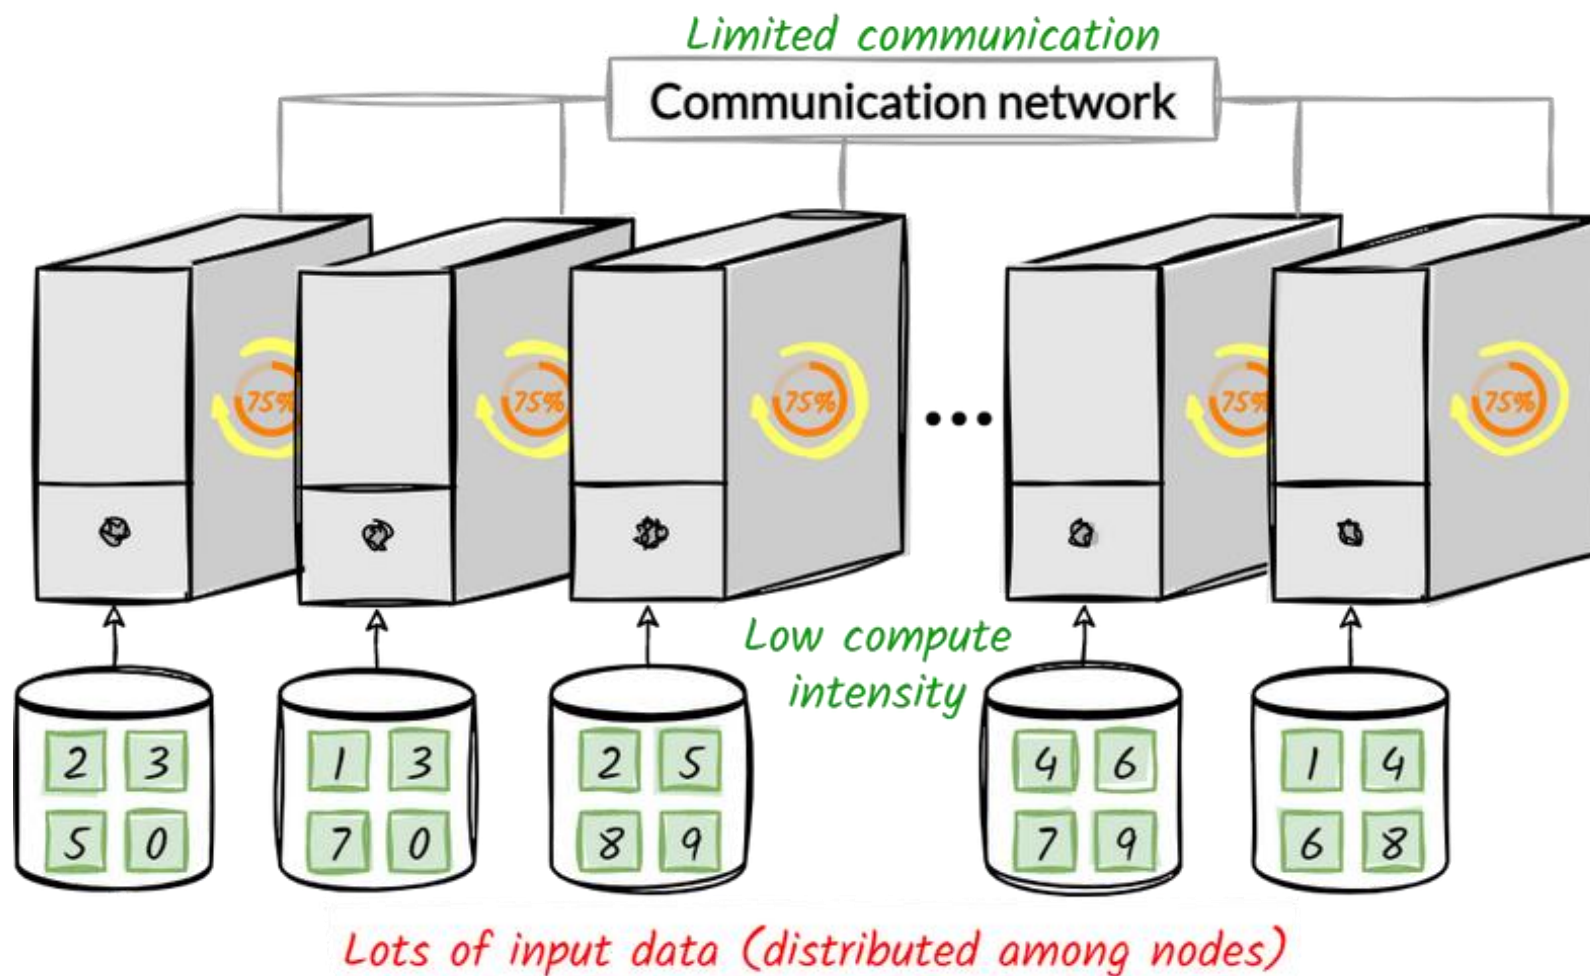 Limited communication
Communication network
75% 75% 75% 75% 75%
Low compute
intensity
2 3 1 3 2 5 4 6 1 4
5 0 7 0 8 9 7 9 6 8
Lots of input data (distributed among nodes)